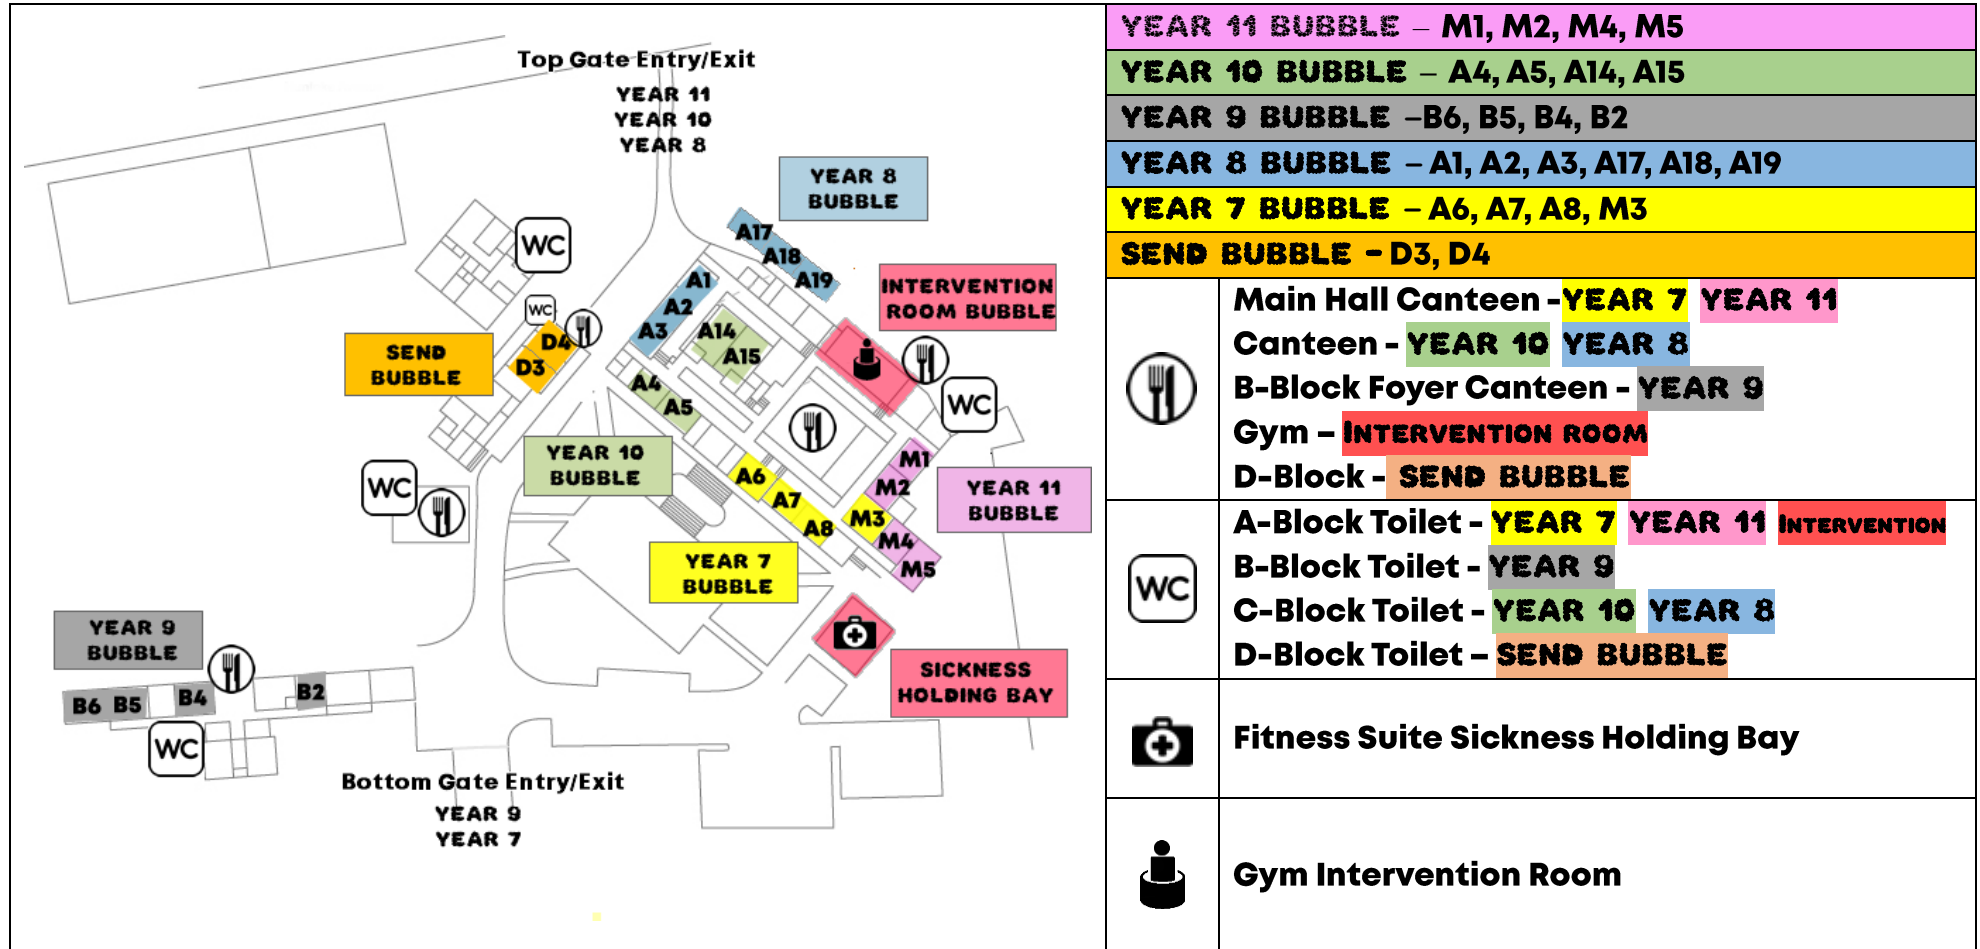 Top Gate Entry/Exit
YEAR 11
YEAR 10
YEAR 8
YEAR 8
BUBBLE
WC
A17
A18
A19
A1
A2
A3
INTERVENTION
ROOM BUBBLE
WC
D4
D3
SEND
BUBBLE
A14
A15
A4
A5
WC
YEAR 10
BUBBLE
M1
M2
M3
M4
M5
A6
A7
A8
YEAR 11
BUBBLE
WC
YEAR 7
BUBBLE
YEAR 9
BUBBLE
SICKNESS
HOLDING BAY
B6 B5 B4 B2
WC
Bottom Gate Entry/Exit
YEAR 9
YEAR 7
YEAR 11 BUBBLE – M1, M2, M4, M5
YEAR 10 BUBBLE – A4, A5, A14, A15
YEAR 9 BUBBLE –B6, B5, B4, B2
YEAR 8 BUBBLE – A1, A2, A3, A17, A18, A19
YEAR 7 BUBBLE – A6, A7, A8, M3
SEND BUBBLE – D3, D4
Main Hall Canteen -YEAR 7 YEAR 11
Canteen - YEAR 10 YEAR 8
B-Block Foyer Canteen - YEAR 9
Gym – INTERVENTION ROOM
D-Block - SEND BUBBLE
WC
A-Block Toilet - YEAR 7 YEAR 11 INTERVENTION
B-Block Toilet - YEAR 9
C-Block Toilet - YEAR 10 YEAR 8
D-Block Toilet – SEND BUBBLE
Fitness Suite Sickness Holding Bay
Gym Intervention Room